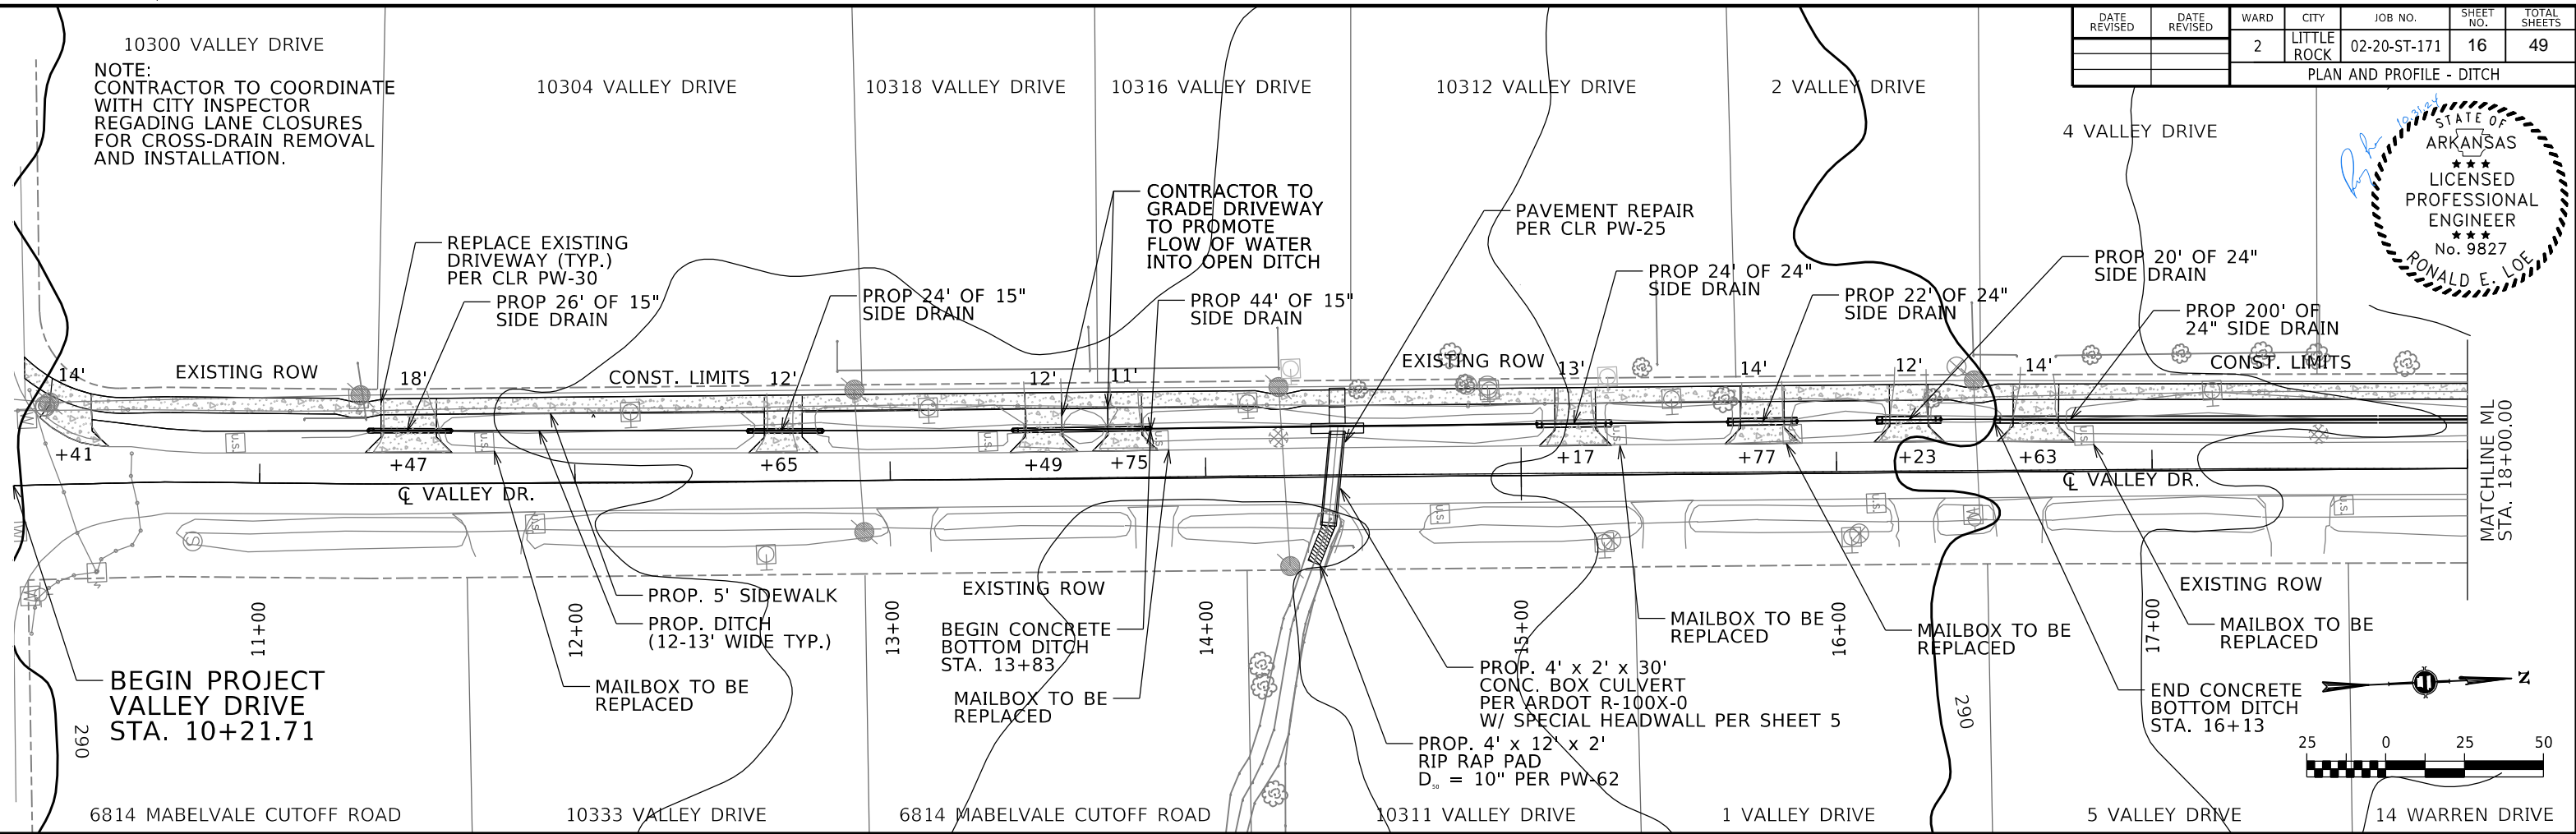 DATE REVISED
DATE REVISED
WARD
CITY
JOB NO.
SHEET NO.
TOTAL SHEETS
2
LITTLE ROCK
02-20-ST-171
16
49
PLAN AND PROFILE - DITCH
10300 VALLEY DRIVE
NOTE:
CONTRACTOR TO COORDINATE
WITH CITY INSPECTOR
REGADING LANE CLOSURES
FOR CROSS-DRAIN REMOVAL
AND INSTALLATION.
10304 VALLEY DRIVE
10318 VALLEY DRIVE
10316 VALLEY DRIVE
10312 VALLEY DRIVE
2 VALLEY DRIVE
4 VALLEY DRIVE
10.31.24
STATE OF
ARKANSAS
★★★
LICENSED
PROFESSIONAL
ENGINEER
★★★
No. 9827
RONALD E. LOE
REPLACE EXISTING
DRIVEWAY (TYP.)
PER CLR PW-30
PROP 26' OF 15"
SIDE DRAIN
PROP 24' OF 15"
SIDE DRAIN
CONTRACTOR TO
GRADE DRIVEWAY
TO PROMOTE
FLOW OF WATER
INTO OPEN DITCH
PROP 44' OF 15"
SIDE DRAIN
PAVEMENT REPAIR
PER CLR PW-25
PROP 24' OF 24"
SIDE DRAIN
PROP 22' OF 24"
SIDE DRAIN
PROP 20' OF 24"
SIDE DRAIN
PROP 200' OF
24" SIDE DRAIN
14'
EXISTING ROW
18'
CONST. LIMITS
12'
12'
11'
EXISTING ROW
13'
14'
12'
14'
CONST. LIMITS
U.S.
U.S.
U.S.
U.S.
U.S.
+41
+47
+65
+49
+75
+17
+77
+23
+63
℄ VALLEY DR.
℄ VALLEY DR.
MATCHLINE ML
STA. 18+00.00
U.S.
U.S.
U.S.
U.S.
S
W
W
11+00
12+00
13+00
14+00
15+00
16+00
17+00
PROP. 5' SIDEWALK
PROP. DITCH
(12-13' WIDE TYP.)
EXISTING ROW
BEGIN CONCRETE
BOTTOM DITCH
STA. 13+83
MAILBOX TO BE
REPLACED
MAILBOX TO BE
REPLACED
MAILBOX TO BE
REPLACED
MAILBOX TO BE
REPLACED
EXISTING ROW
MAILBOX TO BE
REPLACED
BEGIN PROJECT
VALLEY DRIVE
STA. 10+21.71
290
PROP. 4' x 2' x 30'
CONC. BOX CULVERT
PER ARDOT R-100X-0
W/ SPECIAL HEADWALL PER SHEET 5
PROP. 4' x 12' x 2'
RIP RAP PAD
D50 = 10" PER PW-62
290
END CONCRETE
BOTTOM DITCH
STA. 16+13
N
25 0 25 50
6814 MABELVALE CUTOFF ROAD
10333 VALLEY DRIVE
6814 MABELVALE CUTOFF ROAD
10311 VALLEY DRIVE
1 VALLEY DRIVE
5 VALLEY DRIVE
14 WARREN DRIVE